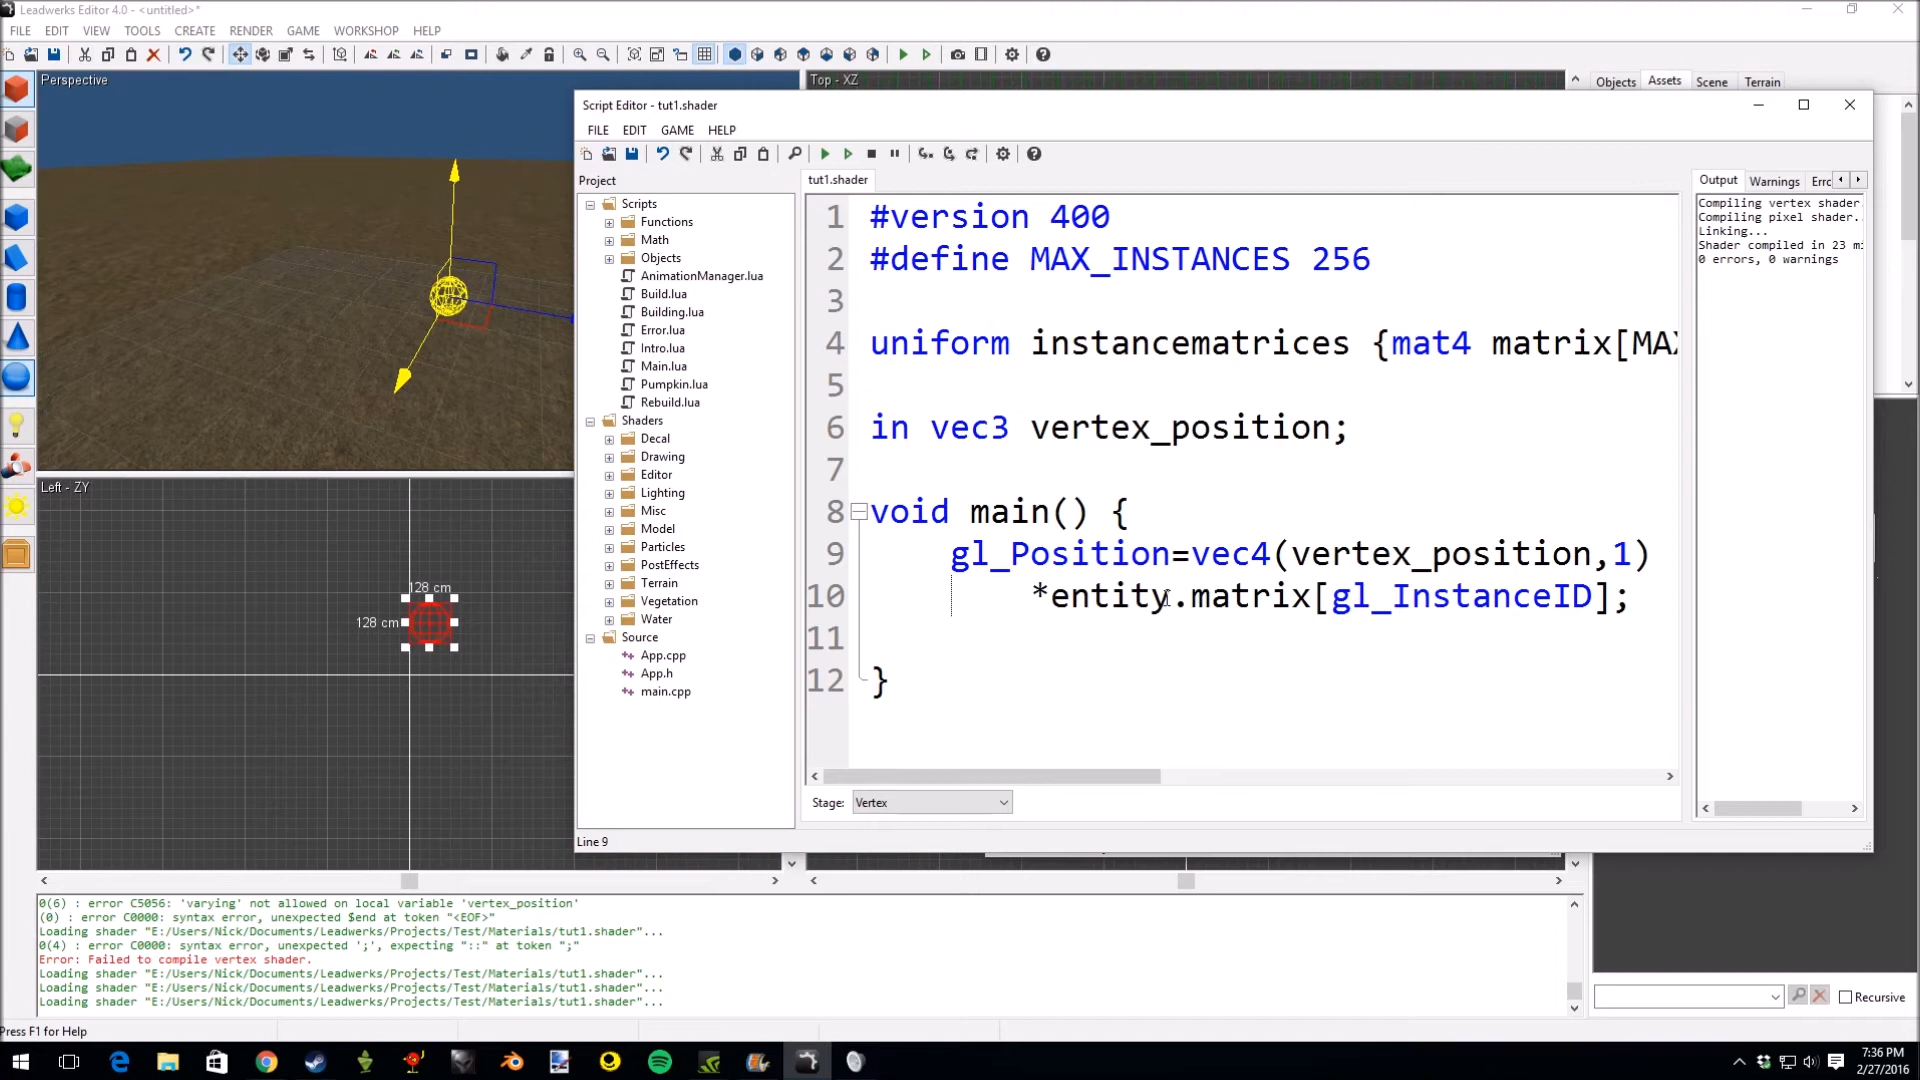 Leadwerks Editor 4.0 - <untitled>*
FILE EDIT VIEW TOOLS CREATE RENDER GAME WORKSHOP HELP
Perspective
Top - XZ
Objects Assets Scene Terrain
Script Editor - tut1.shader
FILE EDIT GAME HELP
Project
tut1.shader
Output Warnings Errc
Scripts
Functions
Math
Objects
AnimationManager.lua
Build.lua
Building.lua
Error.lua
Intro.lua
Main.lua
Pumpkin.lua
Rebuild.lua
Shaders
Decal
Drawing
Editor
Lighting
Misc
Model
Particles
PostEffects
Terrain
Vegetation
Water
Source
App.cpp
App.h
main.cpp
1 #version 400
2 #define MAX_INSTANCES 256
3
4 uniform instancematrices {mat4 matrix[MAX
5
6 in vec3 vertex_position;
7
8 void main() {
9 gl_Position=vec4(vertex_position,1)
10 *entity.matrix[gl_InstanceID];
11
12 }
Compiling vertex shader.
Compiling pixel shader..
Linking...
Shader compiled in 23 mi
0 errors, 0 warnings
Stage: Vertex
Line 9
Left - ZY
128 cm
128 cm
0(6) : error C5056: 'varying' not allowed on local variable 'vertex_position'
(0) : error C0000: syntax error, unexpected $end at token "<EOF>"
Loading shader "E:/Users/Nick/Documents/Leadwerks/Projects/Test/Materials/tut1.shader"...
0(4) : error C0000: syntax error, unexpected ';', expecting "::" at token ";"
Error: Failed to compile vertex shader.
Loading shader "E:/Users/Nick/Documents/Leadwerks/Projects/Test/Materials/tut1.shader"...
Loading shader "E:/Users/Nick/Documents/Leadwerks/Projects/Test/Materials/tut1.shader"...
Loading shader "E:/Users/Nick/Documents/Leadwerks/Projects/Test/Materials/tut1.shader"...
Recursive
Press F1 for Help
7:36 PM
2/27/2016